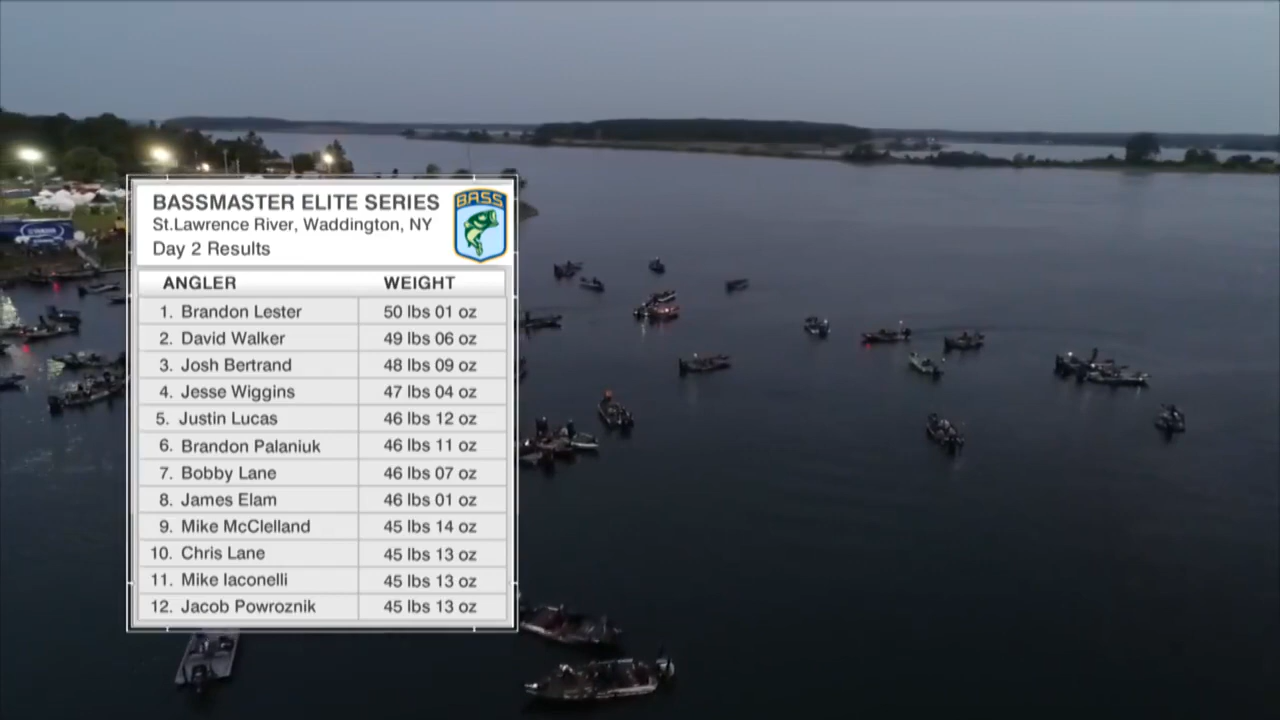 BASSMASTER ELITE SERIES
St.Lawrence River, Waddington, NY
Day 2 Results
BASS
ANGLER WEIGHT
1. Brandon Lester 50 lbs 01 oz
2. David Walker 49 lbs 06 oz
3. Josh Bertrand 48 lbs 09 oz
4. Jesse Wiggins 47 lbs 04 oz
5. Justin Lucas 46 lbs 12 oz
6. Brandon Palaniuk 46 lbs 11 oz
7. Bobby Lane 46 lbs 07 oz
8. James Elam 46 lbs 01 oz
9. Mike McClelland 45 lbs 14 oz
10. Chris Lane 45 lbs 13 oz
11. Mike Iaconelli 45 lbs 13 oz
12. Jacob Powroznik 45 lbs 13 oz